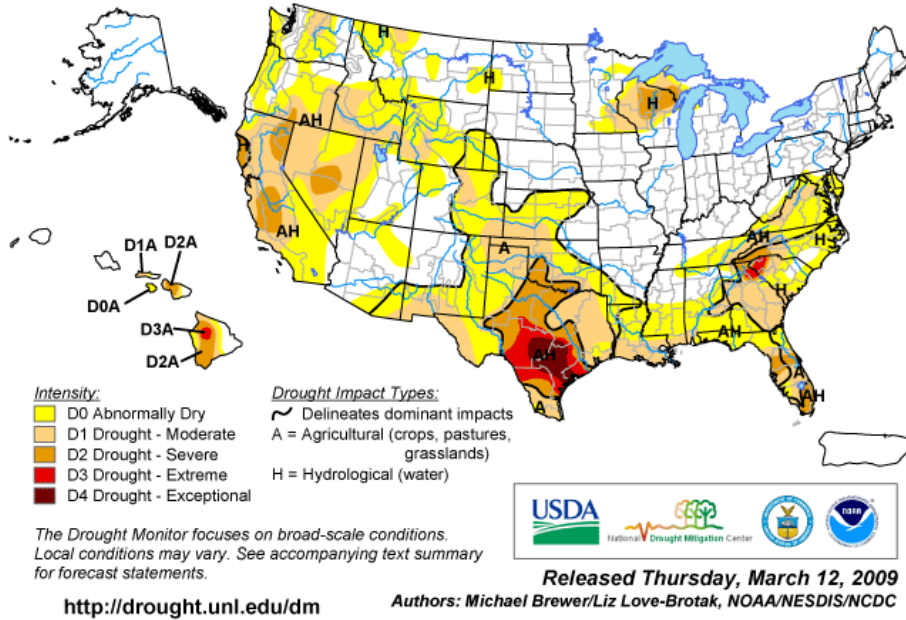 H
H
H
AH
AH
AH
H
A
AH
H
AH
AH
A
A
AH
D1A
D2A
D0A
D3A
D2A
Intensity:
D0 Abnormally Dry
D1 Drought - Moderate
D2 Drought - Severe
D3 Drought - Extreme
D4 Drought - Exceptional
Drought Impact Types:
Delineates dominant impacts
A = Agricultural (crops, pastures,
grasslands)
H = Hydrological (water)
The Drought Monitor focuses on broad-scale conditions.
Local conditions may vary. See accompanying text summary
for forecast statements.
http://drought.unl.edu/dm
USDA
National Drought Mitigation Center
NOAA
Released Thursday, March 12, 2009
Authors: Michael Brewer/Liz Love-Brotak, NOAA/NESDIS/NCDC